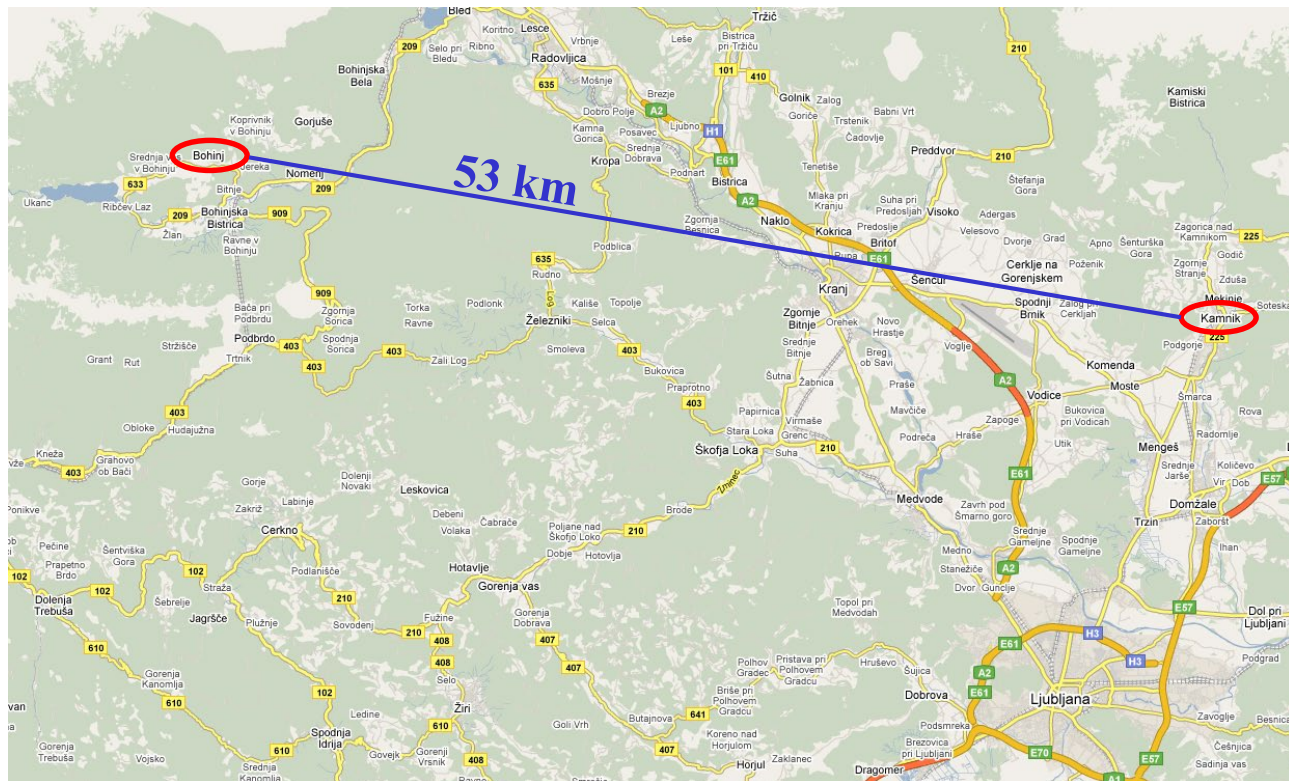 Bled
Lesce
Koritno
Vrbnje
Ribno
Selo pri
Bledu
Radovljica
Leše
Tržič
Bistrica
pri Tržiču
210
209
Bohinjska
Bela
101
410
635
Mošnje
Brezje
Dobro Polje
A2
Ljubno
Golnik
Zalog
Goriče
Babni Vrt
Trstenik
Čadovlje
Kamiski
Bistrica
Koprivnik
v Bohinju
Gorjuše
Kamna
Gorica
Posavec
H1
Srednja
Dobrava
Srednja vas
v Bohinju
Bohinj
Jereka
Nomenj
Kropa
Podnart
E61
Bistrica
Tenetiše
Preddvor
210
Štefanja
Gora
53 km
633
Ukanc
Ribčev Laz
Bitnje
209
Bohinjska
Bistrica
909
209
Žlan
Ravne v
Bohinju
A2
Mlaka pri
Kranju
Suha pri
Predosljah
Visoko
Naklo
Kokrica
Predoslje
Britof
Adergas
Velesovo
Zgornja
Besnica
Podblica
Dvorje
Grad
Apno
Šenturška
Gora
Zagorica nad
Kamnikom
225
Godič
Rupa
E61
Cerklje na
Gorenjskem
Poženik
Zgornje
Stranje
Zduša
635
Rudno
Log
909
Kranj
Šenčur
Spodnji
Brnik
Zalog pri
Cerkljah
Mekinje
Soteska
Kamnik
225
Bača pri
Podbrdu
Zgornja
Sorica
Torka
Ravne
Podlonk
Kališe
Topolje
Železniki
Selca
Zgornje
Bitnje
Orehek
Novo
Hrastje
Podbrdo
403
Spodnja
Sorica
403
Zali Log
Smoleva
403
Voglje
Podgorje
Grant
Rut
Stržišče
Trtnik
403
Bukovica
Srednje
Bitnje
Breg
ob Savi
Komenda
Moste
Šutna
Žabnica
Praše
A2
Praprotno
403
Mavčiče
Zapoge
Vodice
Šmarca
Bukovica
pri Vodicah
Rova
403
Obloke
Hudajužna
Papirnica
Virmaše
Stara Loka
Grenc
210
Podreča
Hraše
Utik
Mengeš
Radomlje
Kneža
403
Grahovo
ob Bači
Škofja Loka
Suha
E61
Srednje
Jarše
Količevo
Vir
Dob
E57
Zminec
Medvode
Domžale
Gorje
Labinje
Dolenji
Novaki
Leskovica
Zakriž
Cerkno
Debeni
Volaka
Čabrače
Poljane nad
Škofjo Loko
210
Brode
Zavrh pod
Šmarno goro
Trzin
Zaboršt
Ponikve
Pečine
Prapetno
Brdo
Šentviška
Gora
Dobje
Hotovlja
Srednje
Gameljne
Spodnje
Gameljne
Ihan
102
102
102
Podlanišče
Hotavlje
Medno
Stanežiče
A2
Straža
Gorenja vas
Dvor
Gunclje
Dolenja
Trebuša
Šebrelje
Jagršče
Plužnje
210
Sovodenj
Fužine
210
Gorenja
Dobrava
Topol pri
Medvodah
E57
Dol pri
Ljubljani
408
407
E61
H3
610
408
407
Polhov
Gradec
Pristava pri
Polhovem
Gradcu
Hruševo
Šujica
H3
Podgrad
Gorenja
Kanomlja
Selo
A2
Dobrova
E61
Ljubljana
610
102
Žiri
Briše pri
Polhovem
Gradcu
Ledine
641
Goli Vrh
Butajnova
Koreno nad
Horjulom
Zaklanec
Podsmreka
Zavoglje
Besnica
Spodnja
Idrija
610
407
Brezovica
pri Ljubljani
E70
E57
Gorenja
Trebuša
Vojsko
610
Srednja
Kanomlja
Govejk
Gorenji
Vrsnik
408
Horjul
Dragomer
A1
Češnjica
Sadinja vas